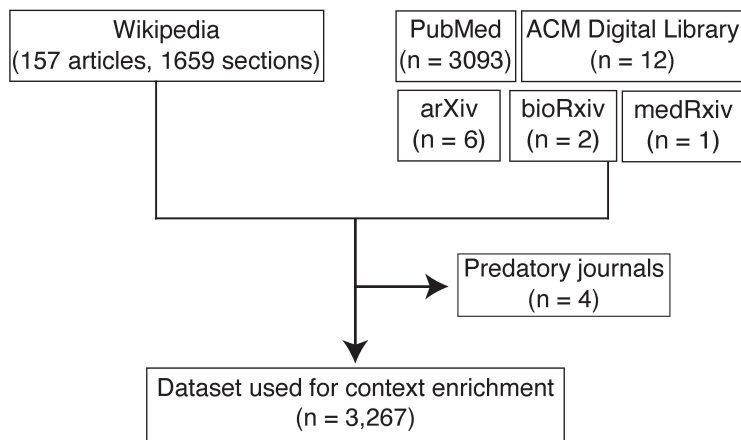 Wikipedia
(157 articles, 1659 sections)
PubMed
(n = 3093)
ACM Digital Library
(n = 12)
arXiv
(n = 6)
bioRxiv
(n = 2)
medRxiv
(n = 1)
Predatory journals
(n = 4)
Dataset used for context enrichment
(n = 3,267)